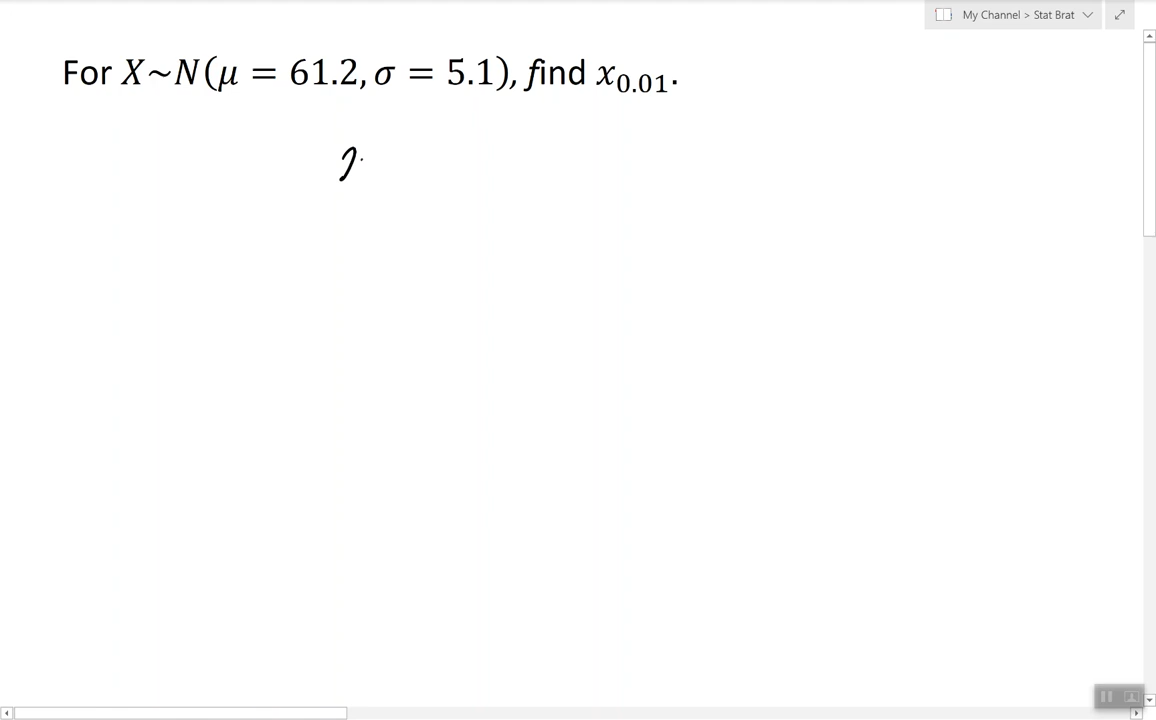 My Channel > Stat Brat
For X~N(μ = 61.2, σ = 5.1), find x₀.₀₁.